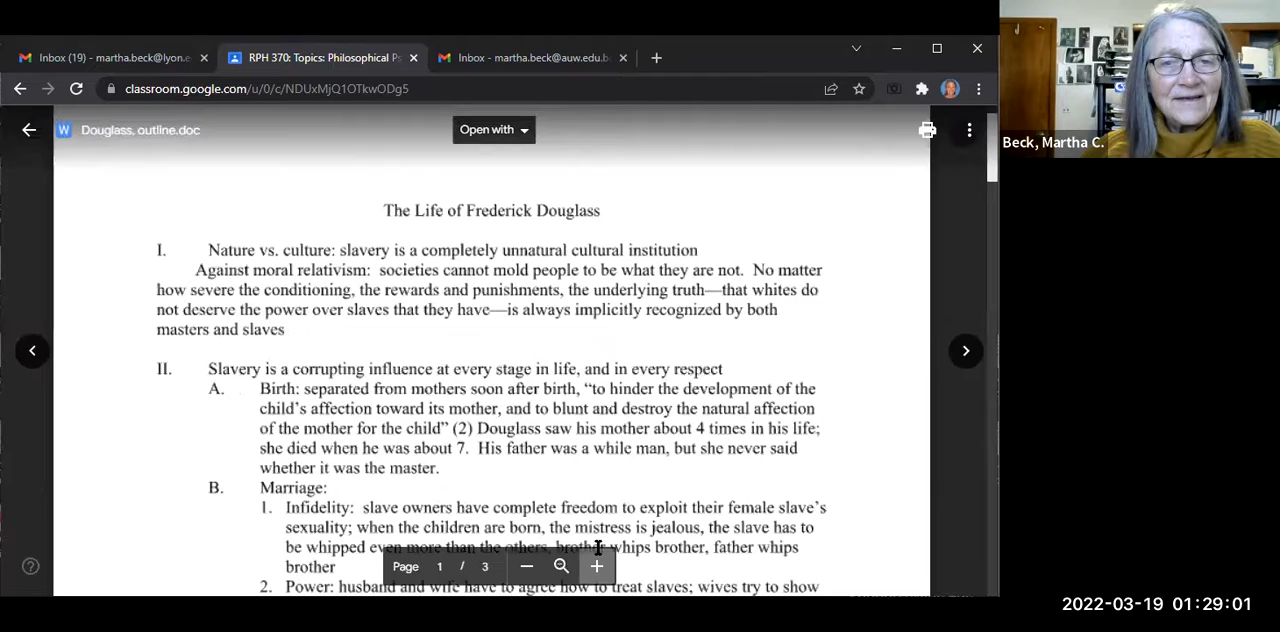 Inbox (19) - martha.beck@lyon.e
RPH 370: Topics: Philosophical Ps
Inbox - martha.beck@auw.edu.b
classroom.google.com/u/0/c/NDUxMjQ1OTkwODg5
Douglass, outline.doc
Open with
Beck, Martha C.
The Life of Frederick Douglass
I. Nature vs. culture: slavery is a completely unnatural cultural institution
Against moral relativism: societies cannot mold people to be what they are not. No matter
how severe the conditioning, the rewards and punishments, the underlying truth—that whites do
not deserve the power over slaves that they have—is always implicitly recognized by both
masters and slaves
II. Slavery is a corrupting influence at every stage in life, and in every respect
A. Birth: separated from mothers soon after birth, “to hinder the development of the
child’s affection toward its mother, and to blunt and destroy the natural affection
of the mother for the child” (2) Douglass saw his mother about 4 times in his life;
she died when he was about 7. His father was a while man, but she never said
whether it was the master.
B. Marriage:
1. Infidelity: slave owners have complete freedom to exploit their female slave’s
sexuality; when the children are born, the mistress is jealous, the slave has to
be whipped even more than the others, brother whips brother, father whips
brother
2. Power: husband and wife have to agree how to treat slaves; wives try to show
Page 1 / 3
2022-03-19 01:29:01